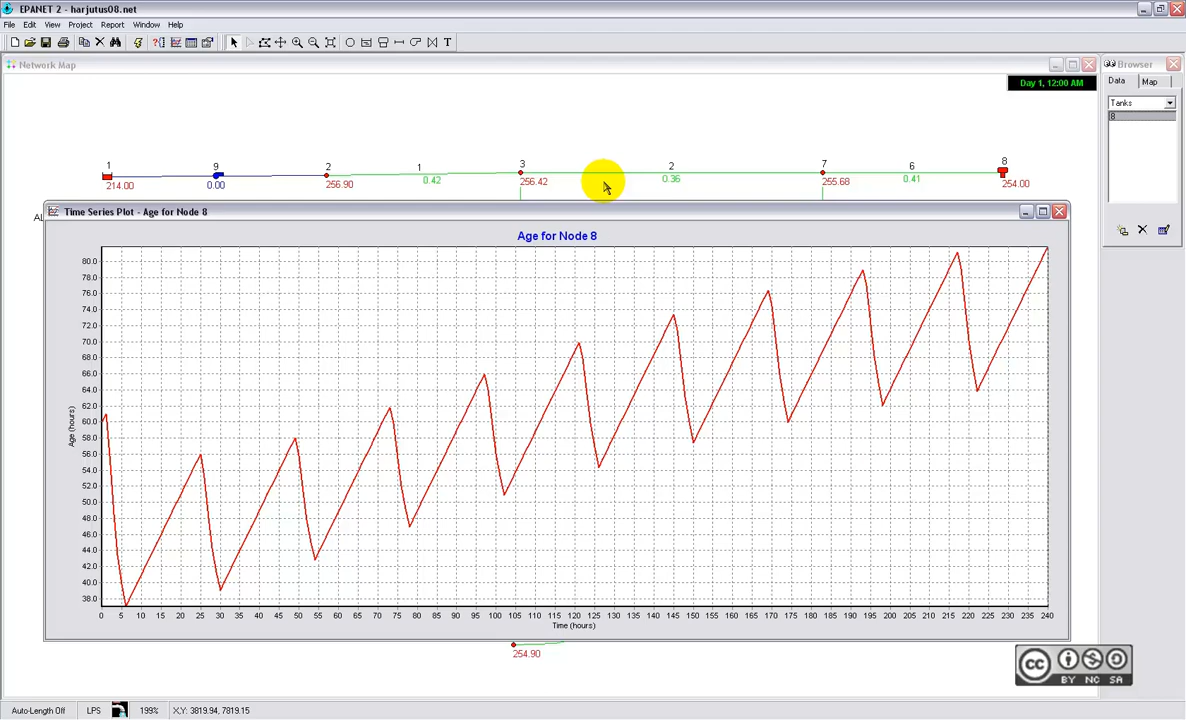 EPANET 2 - harjutus08.net
File Edit View Project Report Window Help
Network Map
Browser
Data Map
Day 1, 12:00 AM
Tanks
8
1 9 2 1 3 2 7 6 8
214.00 0.00 256.90 0.42 256.42 0.36 255.68 0.41 254.00
Time Series Plot - Age for Node 8
Age for Node 8
80.0
78.0
76.0
74.0
72.0
70.0
68.0
66.0
64.0
62.0
60.0
58.0
56.0
54.0
52.0
50.0
48.0
46.0
44.0
42.0
40.0
38.0
Age (hours)
0 5 10 15 20 25 30 35 40 45 50 55 60 65 70 75 80 85 90 95 100 105 110 115 120 125 130 135 140 145 150 155 160 165 170 175 180 185 190 195 200 205 210 215 220 225 230 235 240
Time (hours)
254.90
cc
BY NC SA
Auto-Length Off LPS 199% X,Y: 3819.94, 7819.15